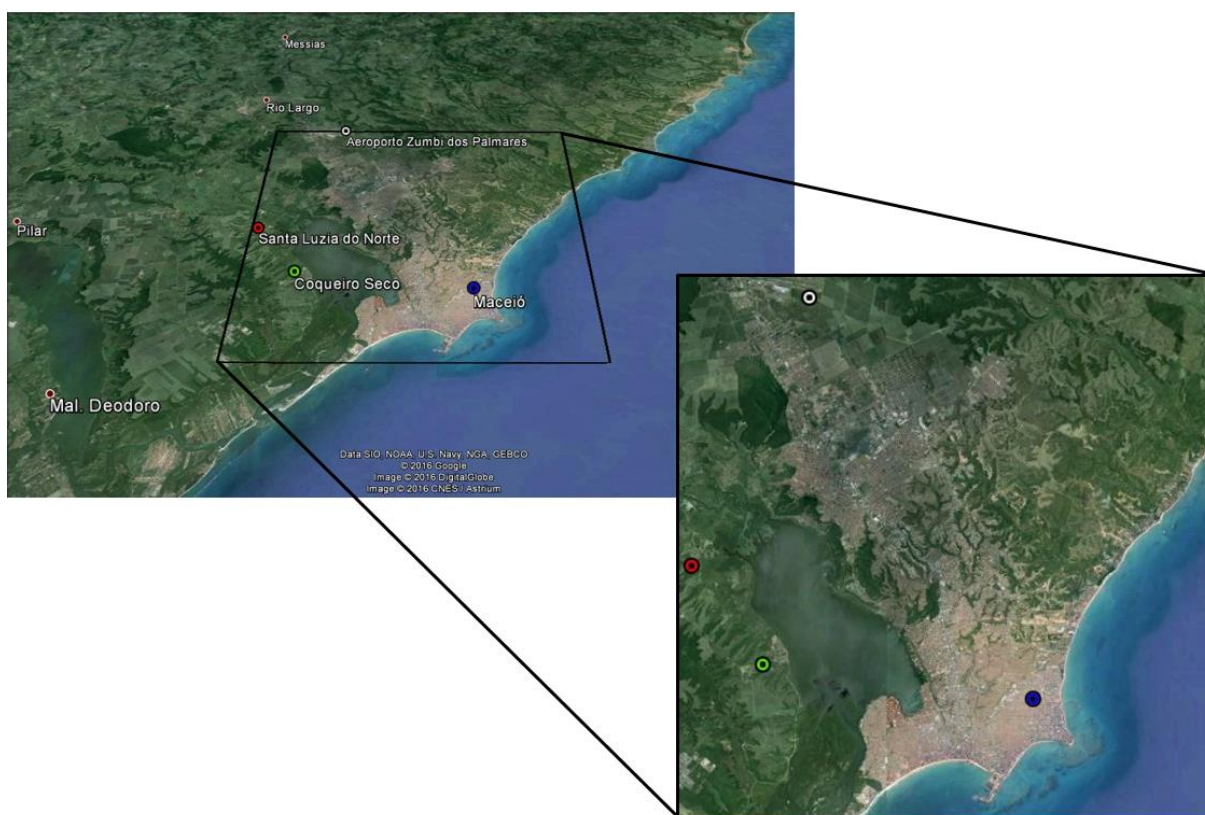 Messias
Rio Largo
Aeroporto Zumbi dos Palmares
Pilar
Santa Luzia do Norte
Coqueiro Seco
Maceió
Mal. Deodoro
Data SIO, NOAA, U.S. Navy, NGA, GEBCO
© 2016 Google
Image © 2016 DigitalGlobe
Image © 2016 CNES / Astrium